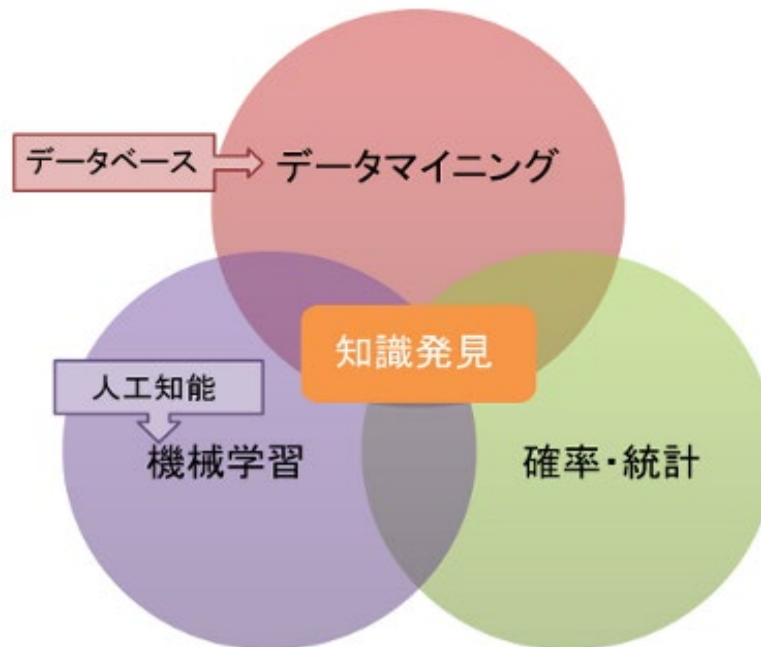 データベース
データマイニング
知識発見
人工知能
機械学習
確率・統計